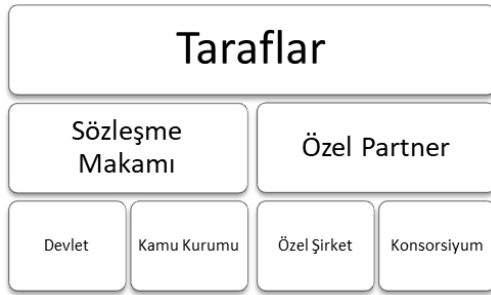 Taraflar
Sözleşme
Makamı
Özel Partner
Devlet
Kamu Kurumu
Özel Şirket
Konsorsiyum